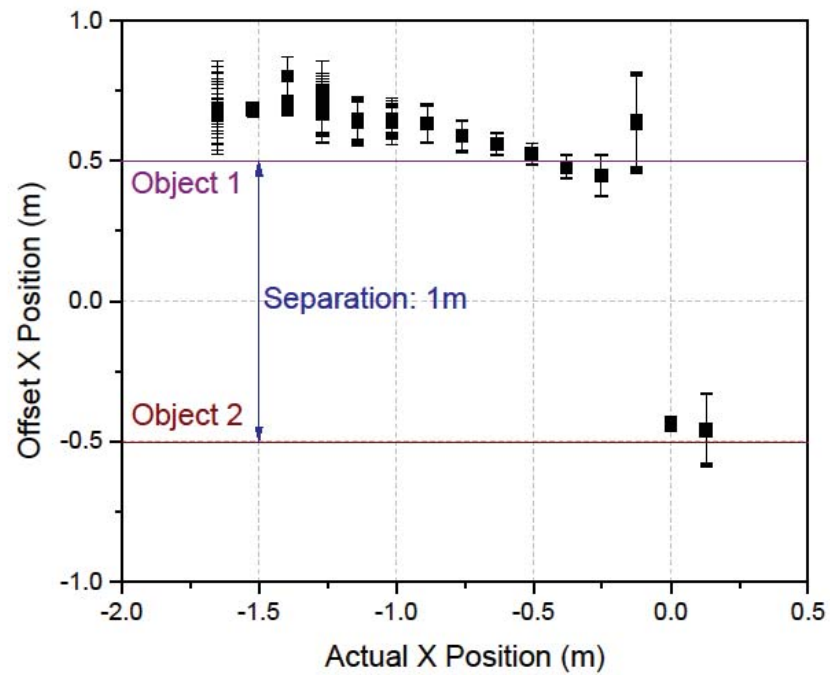 1.0
0.5
Object 1
Separation: 1m
0.0
Object 2
-0.5
-1.0
-2.0 -1.5 -1.0 -0.5 0.0 0.5
Offset X Position (m)
Actual X Position (m)